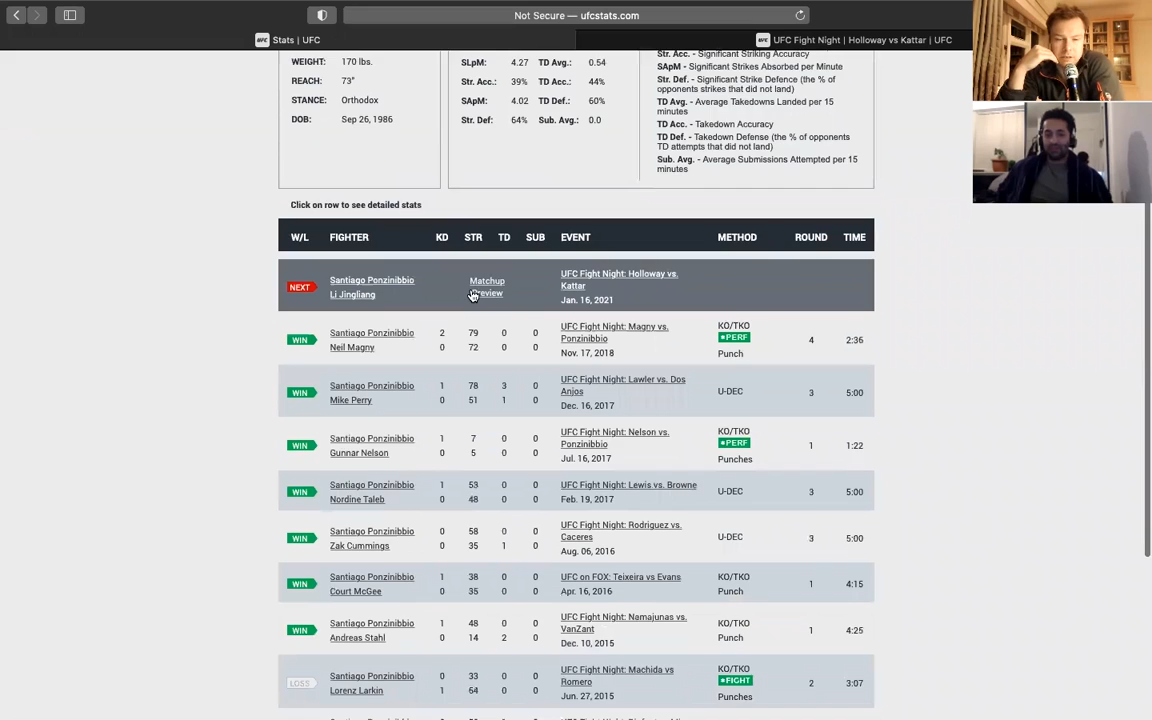 Not Secure — ufcstats.com
Stats | UFC
UFC Fight Night | Holloway vs Kattar | UFC
WEIGHT: 170 lbs.
REACH: 73"
STANCE: Orthodox
DOB: Sep 26, 1986
SLpM: 4.27 TD Avg.: 0.54
Str. Acc.: 39% TD Acc.: 44%
SApM: 4.02 TD Def.: 60%
Str. Def: 64% Sub. Avg.: 0.0
Str. Acc. - Significant Striking Accuracy
SApM - Significant Strikes Absorbed per Minute
Str. Def. - Significant Strike Defence (the % of
opponents strikes that did not land)
TD Avg. - Average Takedowns Landed per 15
minutes
TD Acc. - Takedown Accuracy
TD Def. - Takedown Defense (the % of opponents
TD attempts that did not land)
Sub. Avg. - Average Submissions Attempted per 15
minutes
Click on row to see detailed stats
W/L FIGHTER KD STR TD SUB EVENT METHOD ROUND TIME
NEXT Santiago Ponzinibbio Matchup UFC Fight Night: Holloway vs.
Li Jingliang Preview Kattar
Jan. 16, 2021
WIN Santiago Ponzinibbio 2 79 0 0 UFC Fight Night: Magny vs. KO/TKO 4 2:36
Neil Magny 0 72 0 0 Ponzinibbio PERF
Nov. 17, 2018 Punch
WIN Santiago Ponzinibbio 1 78 3 0 UFC Fight Night: Lawler vs. Dos U-DEC 3 5:00
Mike Perry 0 51 1 0 Anjos
Dec. 16, 2017
WIN Santiago Ponzinibbio 1 7 0 0 UFC Fight Night: Nelson vs. KO/TKO 1 1:22
Gunnar Nelson 0 5 0 0 Ponzinibbio PERF
Jul. 16, 2017 Punches
WIN Santiago Ponzinibbio 1 53 0 0 UFC Fight Night: Lewis vs. Browne U-DEC 3 5:00
Nordine Taleb 0 48 0 0 Feb. 19, 2017
WIN Santiago Ponzinibbio 0 58 0 0 UFC Fight Night: Rodriguez vs. U-DEC 3 5:00
Zak Cummings 0 35 1 0 Caceres
Aug. 06, 2016
WIN Santiago Ponzinibbio 1 38 0 0 UFC on FOX: Teixeira vs Evans KO/TKO 1 4:15
Court McGee 0 35 0 0 Apr. 16, 2016 Punch
WIN Santiago Ponzinibbio 1 48 0 0 UFC Fight Night: Namajunas vs. KO/TKO 1 4:25
Andreas Stahl 0 14 2 0 VanZant Punch
Dec. 10, 2015
LOSS Santiago Ponzinibbio 0 33 0 0 UFC Fight Night: Machida vs KO/TKO 2 3:07
Lorenz Larkin 1 64 0 0 Romero FIGHT
Jun. 27, 2015 Punches